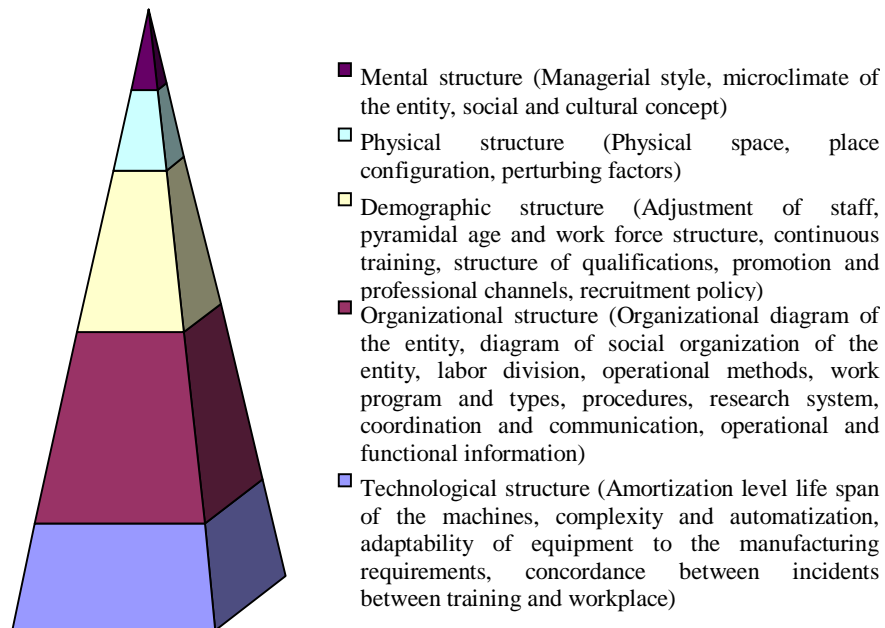 Mental structure (Managerial style, microclimate of
the entity, social and cultural concept)
Physical structure (Physical space, place
configuration, perturbing factors)
Demographic structure (Adjustment of staff,
pyramidal age and work force structure, continuous
training, structure of qualifications, promotion and
professional channels, recruitment policy)
Organizational structure (Organizational diagram of
the entity, diagram of social organization of the
entity, labor division, operational methods, work
program and types, procedures, research system,
coordination and communication, operational and
functional information)
Technological structure (Amortization level life span
of the machines, complexity and automatization,
adaptability of equipment to the manufacturing
requirements, concordance between incidents
between training and workplace)